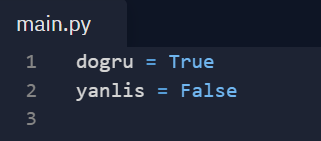 main.py
1 dogru = True
2 yanlis = False
3